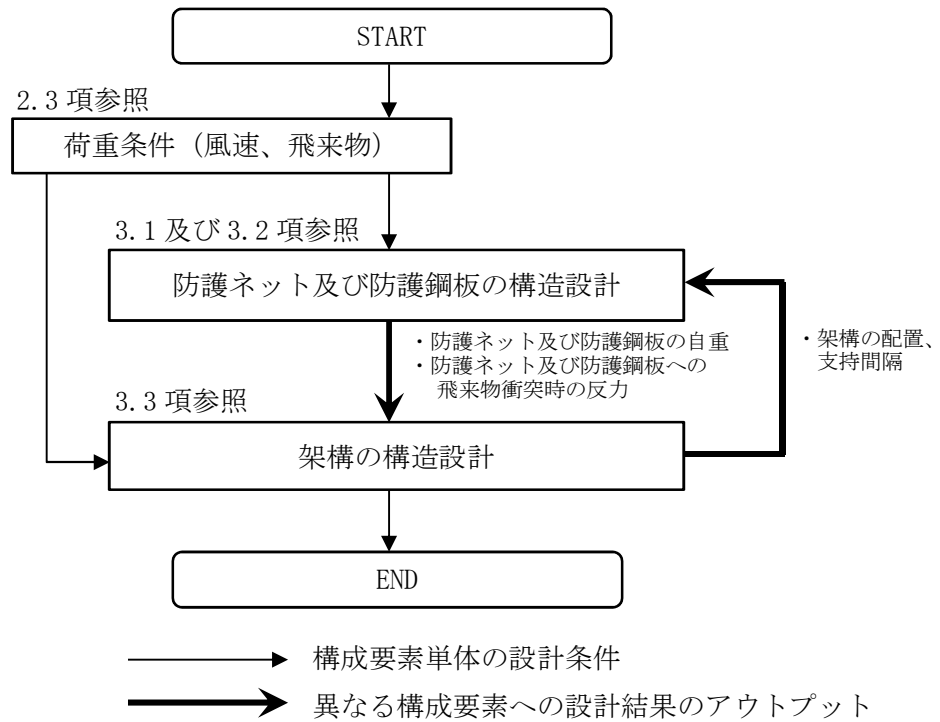 START
2.3 項参照
荷重条件（風速、飛来物）
3.1 及び 3.2 項参照
防護ネット及び防護鋼板の構造設計
・防護ネット及び防護鋼板の自重
・防護ネット及び防護鋼板への
飛来物衝突時の反力
・架構の配置、
支持間隔
3.3 項参照
架構の構造設計
END
構成要素単体の設計条件
異なる構成要素への設計結果のアウトプット